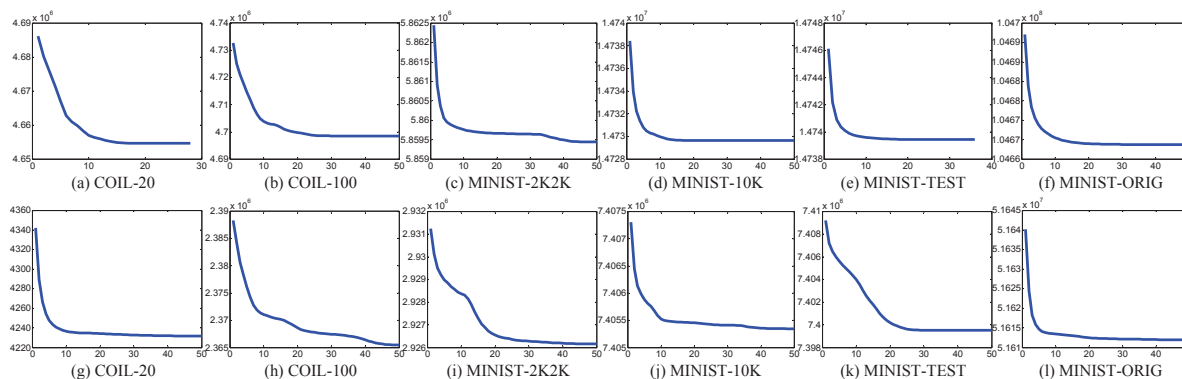 x 10^6
4.69
4.68
4.67
4.66
4.65
0 10 20 30
(a) COIL-20
x 10^6
4.74
4.73
4.72
4.71
4.7
4.69
0 10 20 30 40 50
(b) COIL-100
x 10^6
5.8625
5.862
5.8615
5.861
5.8605
5.86
5.8595
5.859
0 10 20 30 40 50
(c) MINIST-2K2K
x 10^7
1.474
1.4738
1.4736
1.4734
1.4732
1.473
1.4728
0 10 20 30 40 50
(d) MINIST-10K
x 10^7
1.4748
1.4746
1.4744
1.4742
1.474
1.4738
0 10 20 30 40
(e) MINIST-TEST
x 10^8
1.047
1.0469
1.0468
1.0467
1.0466
0 10 20 30 40
(f) MINIST-ORIG
4360
4340
4320
4300
4280
4260
4240
4220
0 10 20 30 40 50
(g) COIL-20
x 10^6
2.39
2.385
2.38
2.375
2.37
2.365
0 10 20 30 40 50
(h) COIL-100
x 10^6
2.932
2.931
2.93
2.929
2.928
2.927
2.926
0 10 20 30 40 50
(i) MINIST-2K2K
x 10^6
7.4075
7.407
7.4065
7.406
7.4055
7.405
0 10 20 30 40 50
(j) MINIST-10K
x 10^6
7.41
7.408
7.406
7.404
7.402
7.4
7.398
0 10 20 30 40 50
(k) MINIST-TEST
x 10^7
5.1645
5.164
5.1635
5.163
5.1625
5.162
5.1615
5.161
0 10 20 30 40
(l) MINIST-ORIG